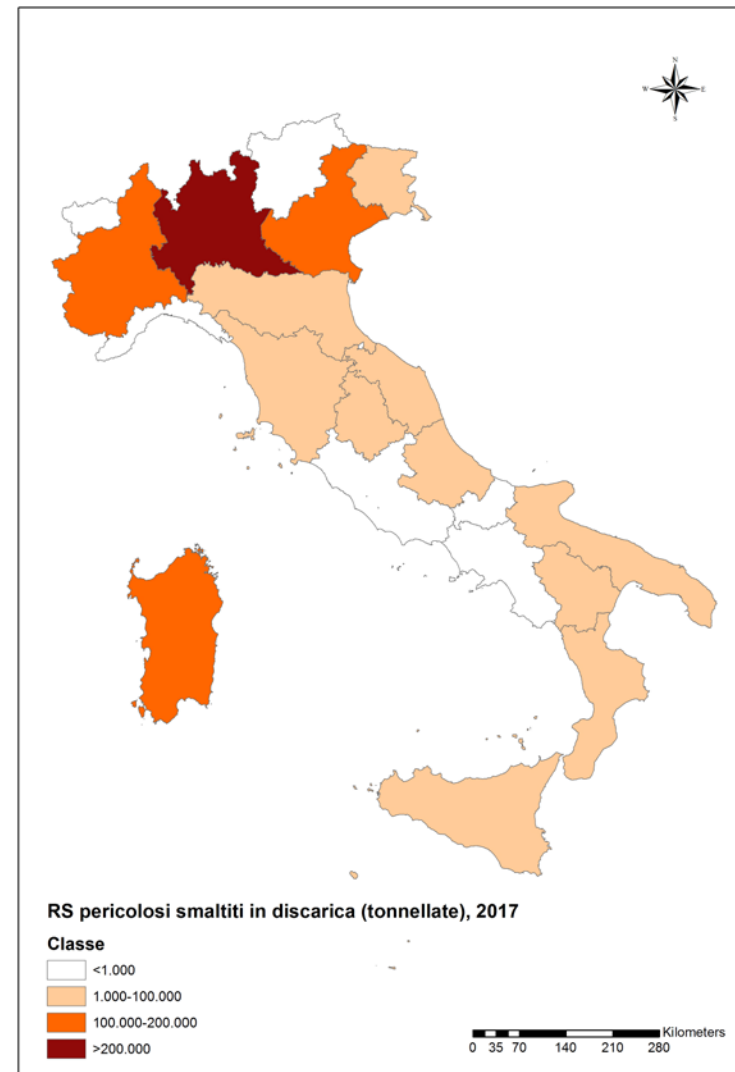 N
W E
S
RS pericolosi smaltiti in discarica (tonnellate), 2017
Classe
<1.000
1.000-100.000
100.000-200.000
>200.000
Kilometers
0 35 70 140 210 280